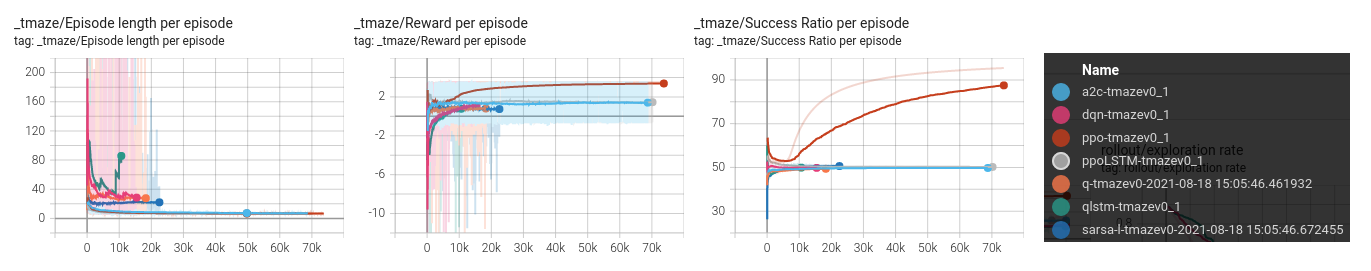 _tmaze/Episode length per episode
tag: _tmaze/Episode length per episode
200
160
120
80
40
0
0 10k 20k 30k 40k 50k 60k 70k
_tmaze/Reward per episode
tag: _tmaze/Reward per episode
2
-2
-6
-10
0 10k 20k 30k 40k 50k 60k 70k
_tmaze/Success Ratio per episode
tag: _tmaze/Success Ratio per episode
90
70
50
30
0 10k 20k 30k 40k 50k 60k 70k
Name
a2c-tmazev0_1
dqn-tmazev0_1
ppo-tmazev0_1
rollout/exploration rate
ppoLSTM-tmazev0_1
tag: rollout/exploration rate
q-tmazev0-2021-08-18 15:05:46.461932
qlstm-tmazev0_1
0.8
sarsa-l-tmazev0-2021-08-18 15:05:46.672455